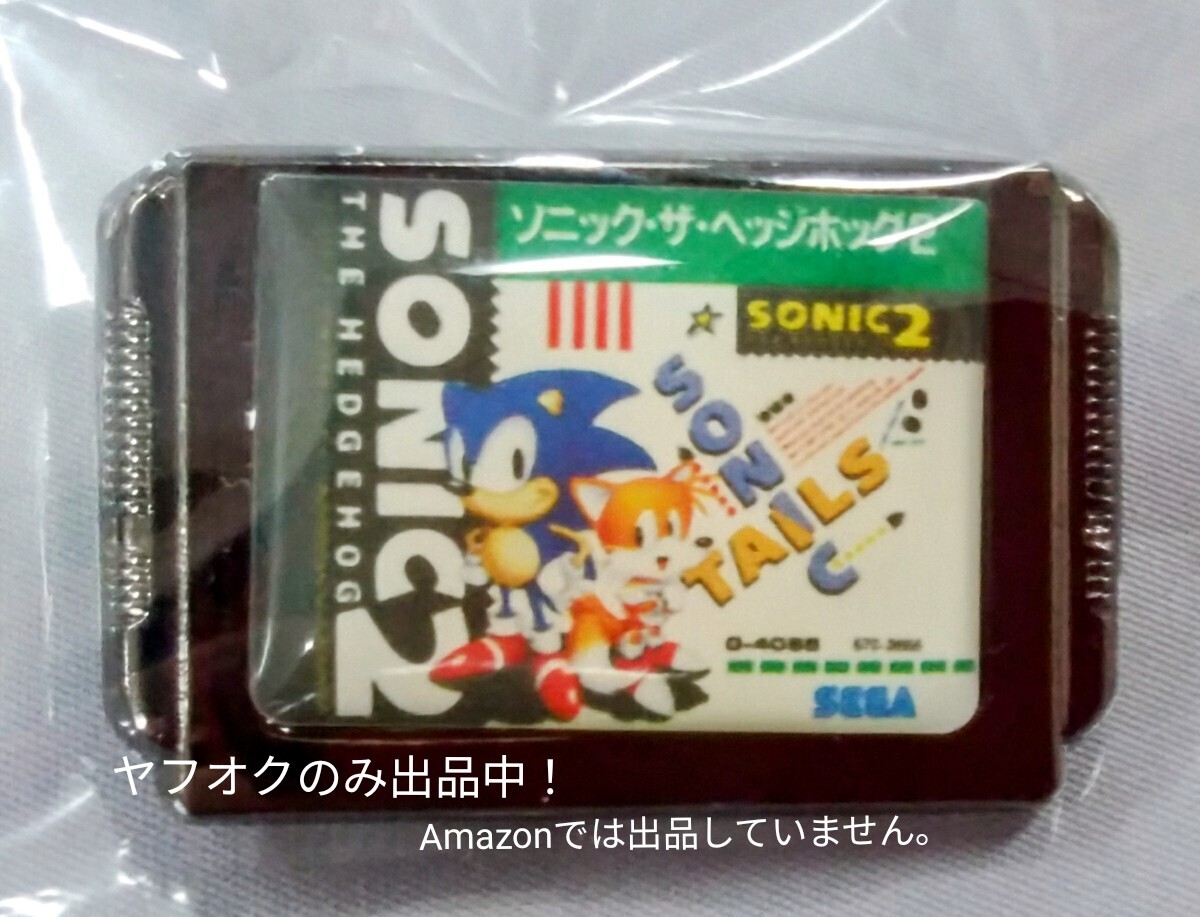 SONIC 2
THE HEDGEHOG
ソニック・ザ・ヘッジホッグ2
SONIC 2
SONIC
TAILS
G-4088
SEGA
ヤフオクのみ出品中！
Amazonでは出品していません。